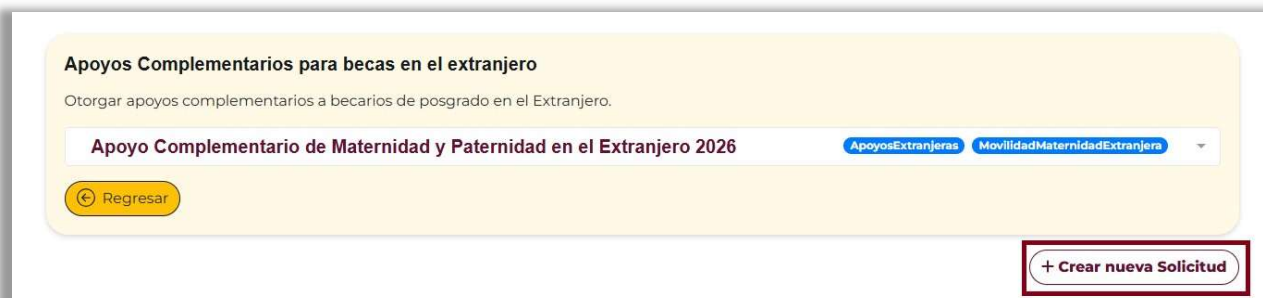 Apoyos Complementarios para becas en el extranjero
Otorgar apoyos complementarios a becarios de posgrado en el Extranjero.
Apoyo Complementario de Maternidad y Paternidad en el Extranjero 2026 ApoyosExtranjeras MovilidadMaternidadExtranjera
Regresar
+ Crear nueva Solicitud